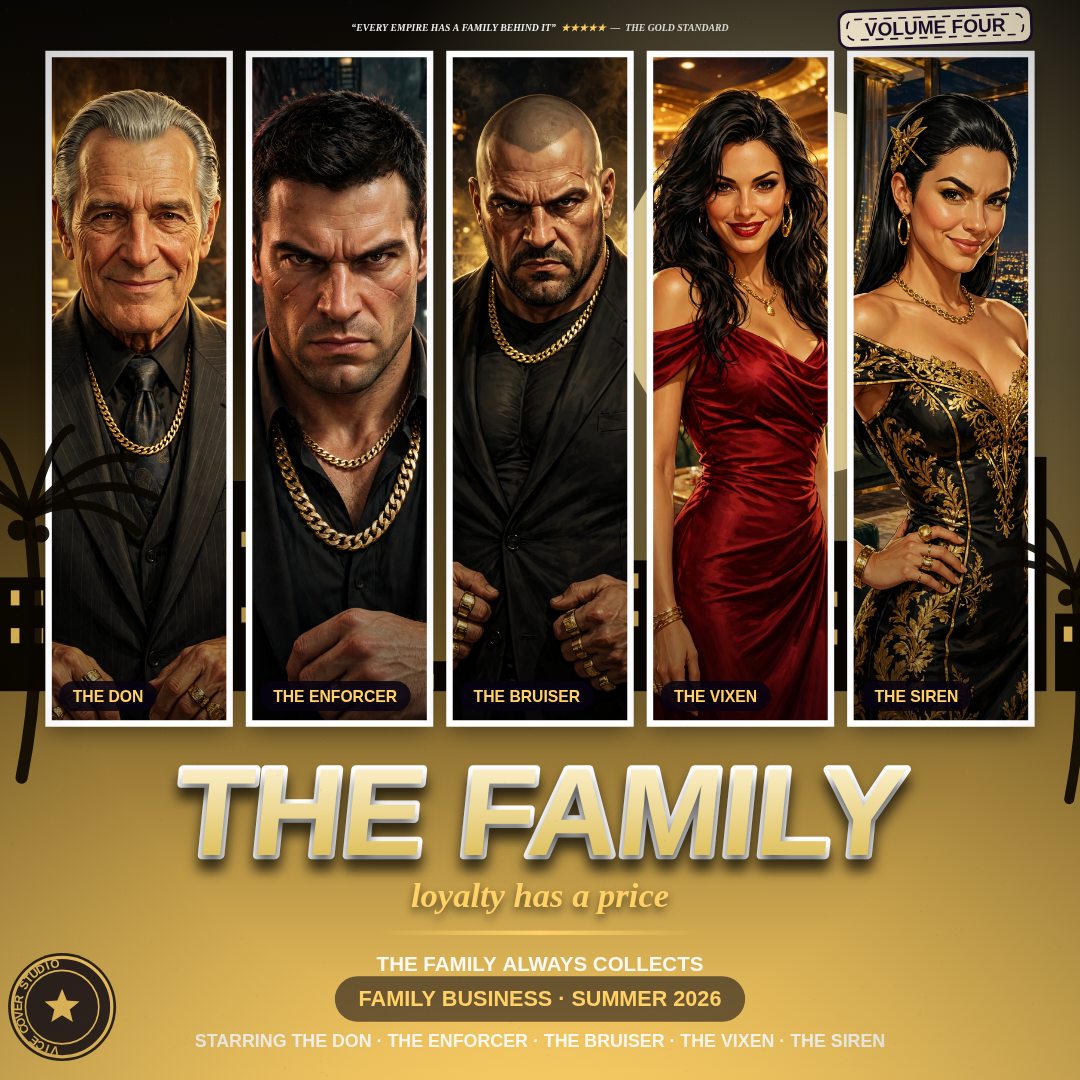 “EVERY EMPIRE HAS A FAMILY BEHIND IT” ★★★★★ — THE GOLD STANDARD
VOLUME FOUR
THE DON
THE ENFORCER
THE BRUISER
THE VIXEN
THE SIREN
THE FAMILY
loyalty has a price
THE FAMILY ALWAYS COLLECTS
FAMILY BUSINESS · SUMMER 2026
STARRING THE DON · THE ENFORCER · THE BRUISER · THE VIXEN · THE SIREN
VICE COVER STUDIO